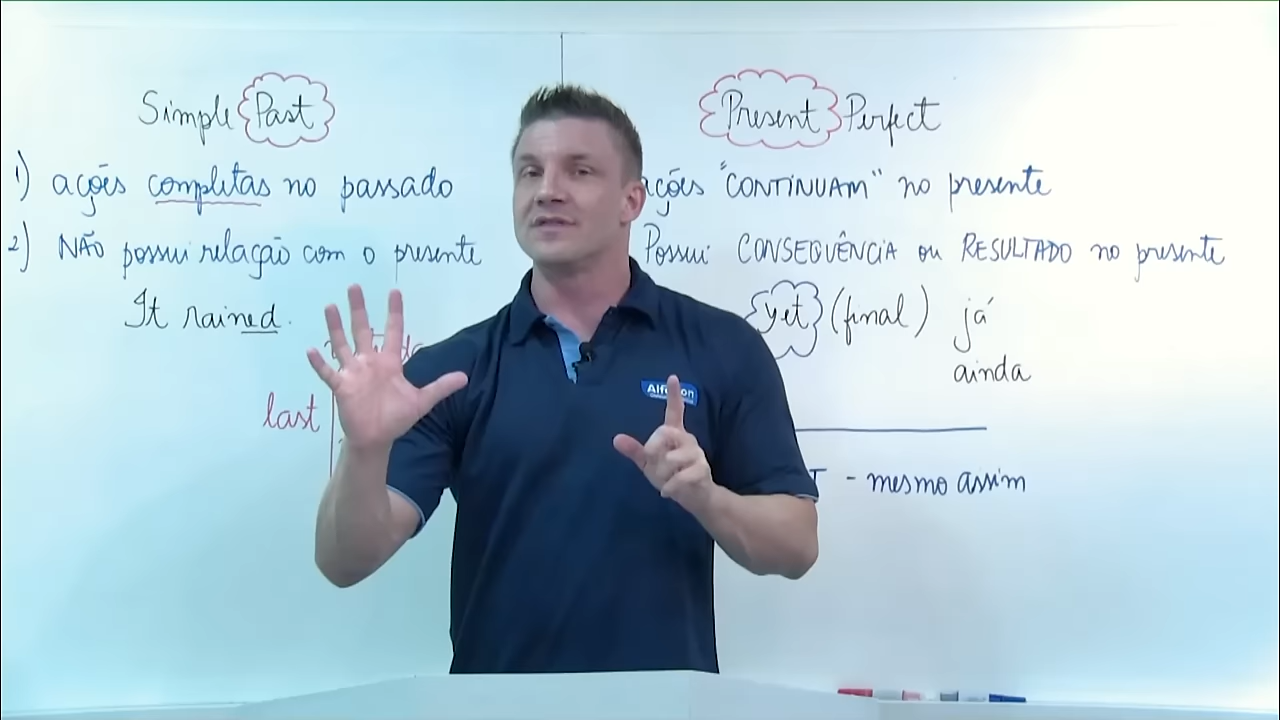 Simple Past
1) ações completas no passado
2) NÃO possui relação com o presente
It rained.
last
Present Perfect
ações "CONTINUAM" no presente
Possui CONSEQUÊNCIA ou RESULTADO no presente
yet (final) já
ainda
- mesmo assim